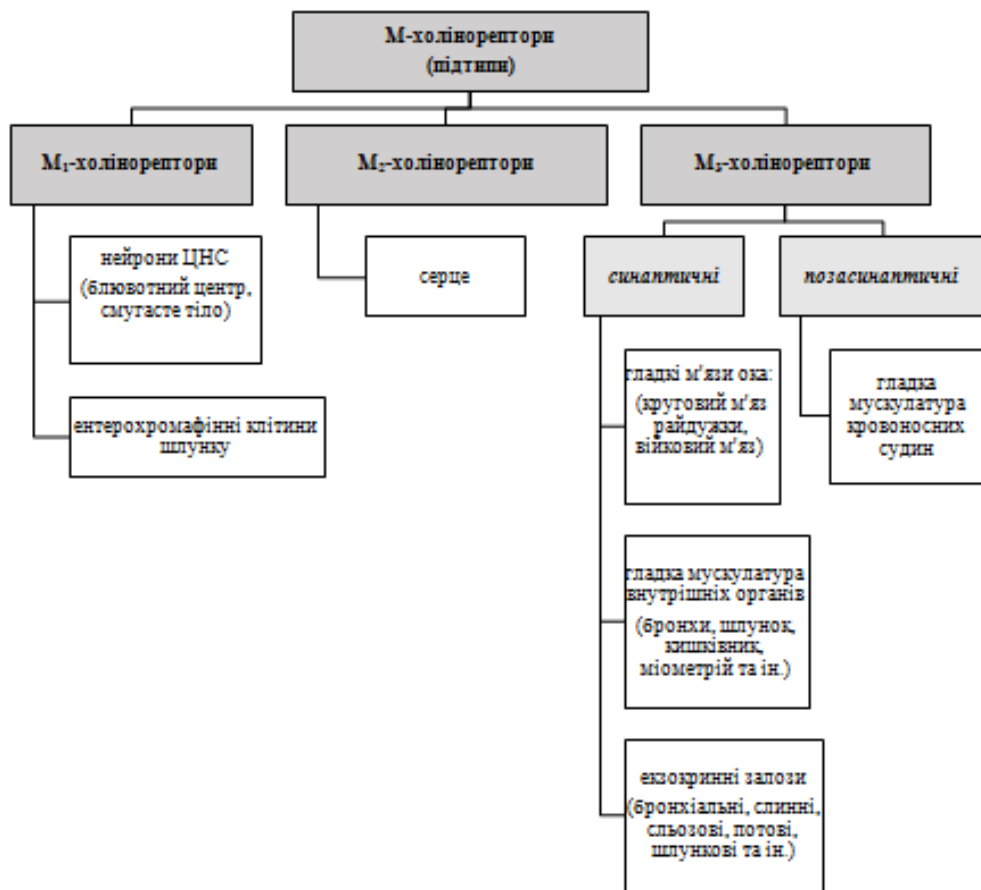 М-холінорептори
(підтипи)
М₁-холінорептори
М₂-холінорептори
М₃-холінорептори
нейрони ЦНС
(блювотний центр,
смугасте тіло)
ентерохромафінні клітини
шлунку
серце
синаптичні
позасинаптичні
гладкі м'язи ока:
(круговий м'яз
райдужки,
війковий м'яз)
гладка мускулатура
внутрішніх органів
(бронхи, шлунок,
кишківник,
міометрій та ін.)
екзокринні залози
(бронхіальні, слинні,
сльозові, потові,
шлункові та ін.)
гладка
мускулатура
кровоносних
судин